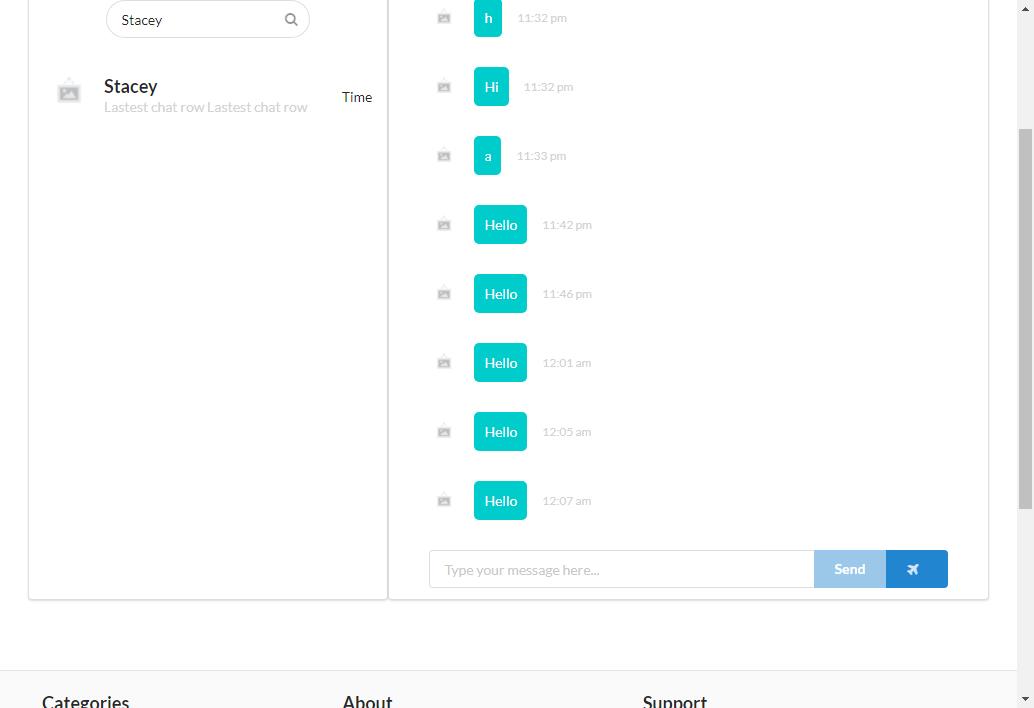 Stacey
Stacey
Lastest chat row Lastest chat row
Time
h 11:32 pm
Hi 11:32 pm
a 11:33 pm
Hello 11:42 pm
Hello 11:46 pm
Hello 12:01 am
Hello 12:05 am
Hello 12:07 am
Type your message here... Send
Categories About Support